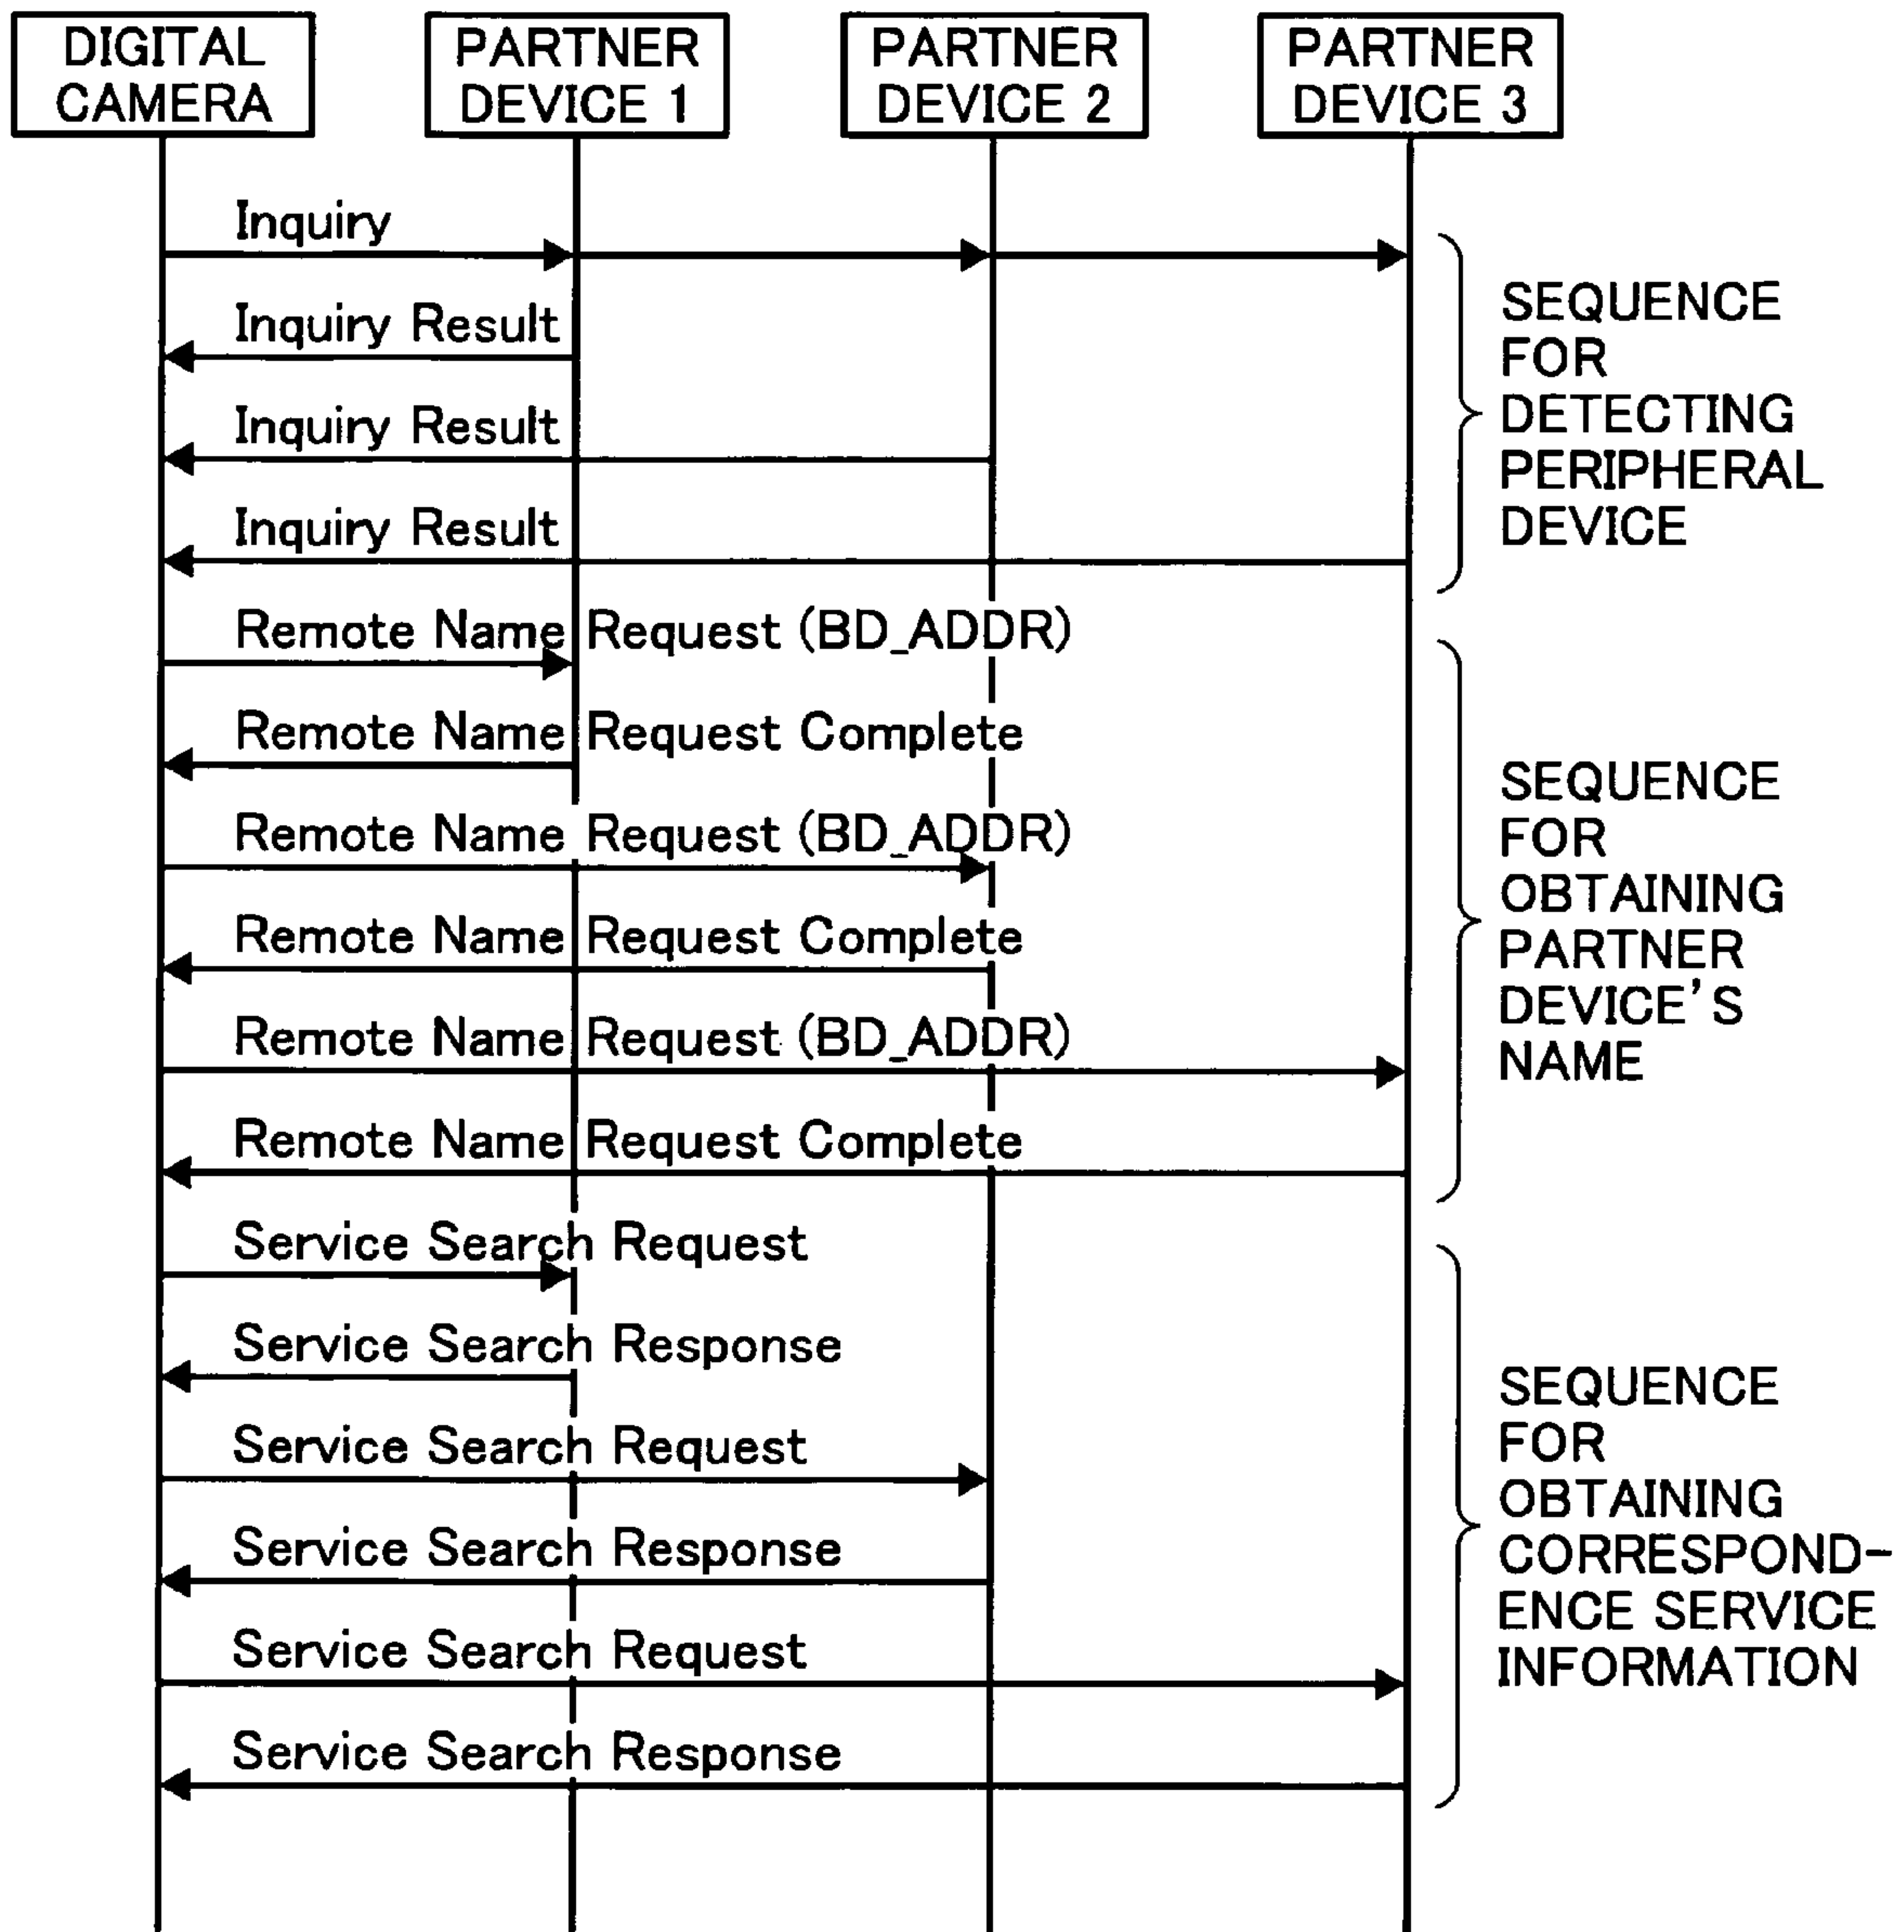 DIGITAL
CAMERA
PARTNER
DEVICE 1
PARTNER
DEVICE 2
PARTNER
DEVICE 3
Inquiry
Inquiry Result
Inquiry Result
Inquiry Result
SEQUENCE
FOR
DETECTING
PERIPHERAL
DEVICE
Remote Name Request (BD_ADDR)
Remote Name Request Complete
Remote Name Request (BD_ADDR)
Remote Name Request Complete
Remote Name Request (BD_ADDR)
Remote Name Request Complete
SEQUENCE
FOR
OBTAINING
PARTNER
DEVICE'S
NAME
Service Search Request
Service Search Response
Service Search Request
Service Search Response
Service Search Request
Service Search Response
SEQUENCE
FOR
OBTAINING
CORRESPOND-
ENCE SERVICE
INFORMATION